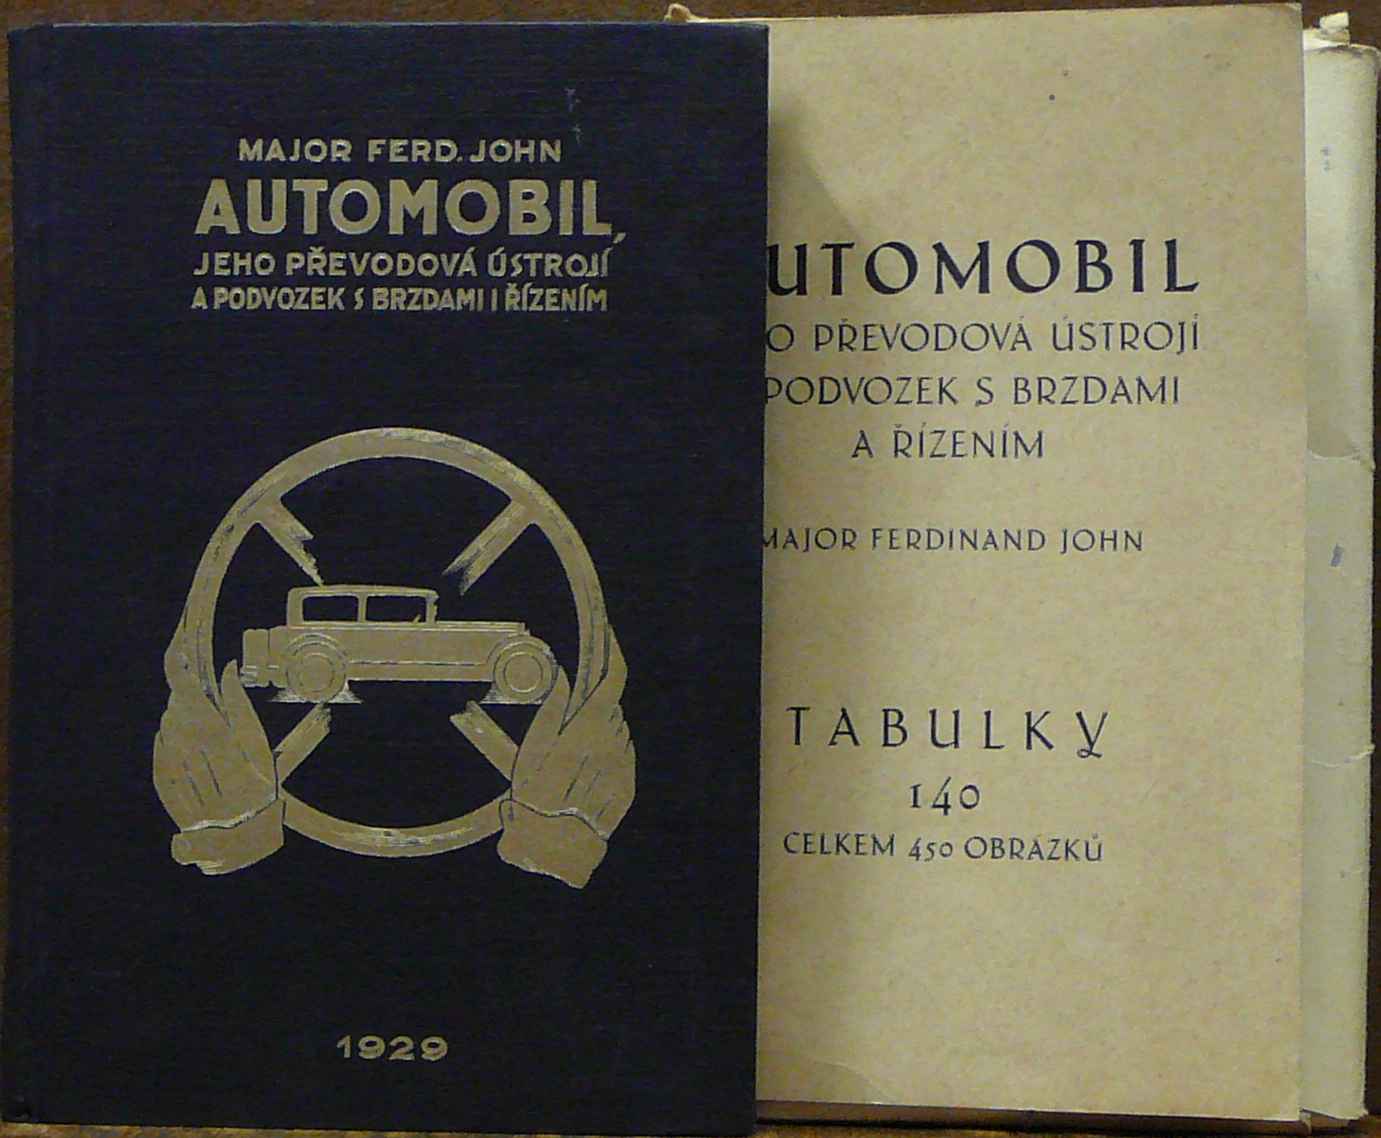 MAJOR FERD. JOHN
AUTOMOBIL,
JEHO PŘEVODOVÁ ÚSTROJÍ
A PODVOZEK S BRZDAMI I ŘÍZENÍM
1929
UTOMOBIL
O PŘEVODOVÁ ÚSTROJÍ
PODVOZEK S BRZDAMI
A ŘÍZENÍM
MAJOR FERDINAND JOHN
TABULKY
140
CELKEM 450 OBRÁZKŮ